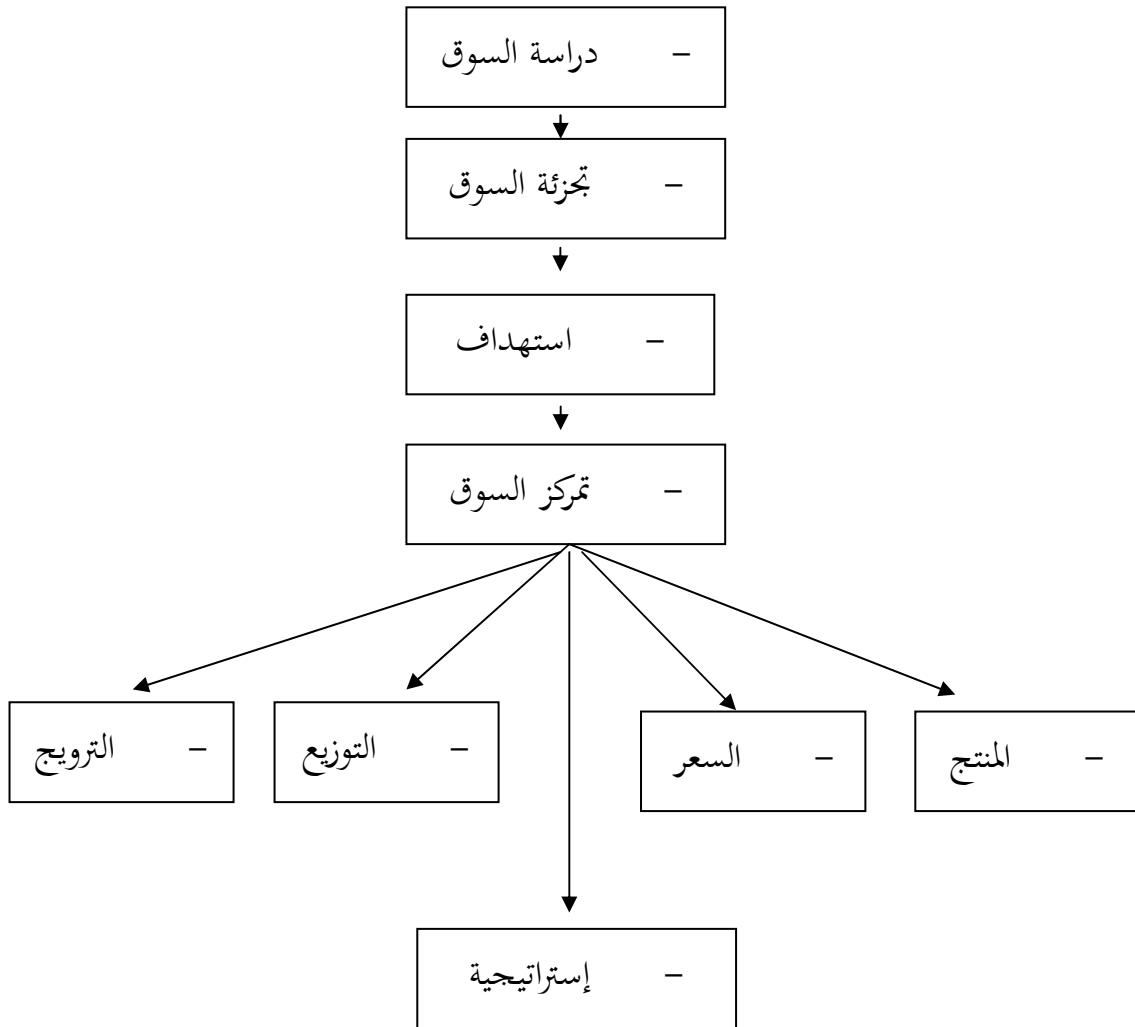 - دراسة السوق
- تجزئة السوق
- استهداف
- تمركز السوق
- المنتج
- السعر
- التوزيع
- الترويج
- إستراتيجية